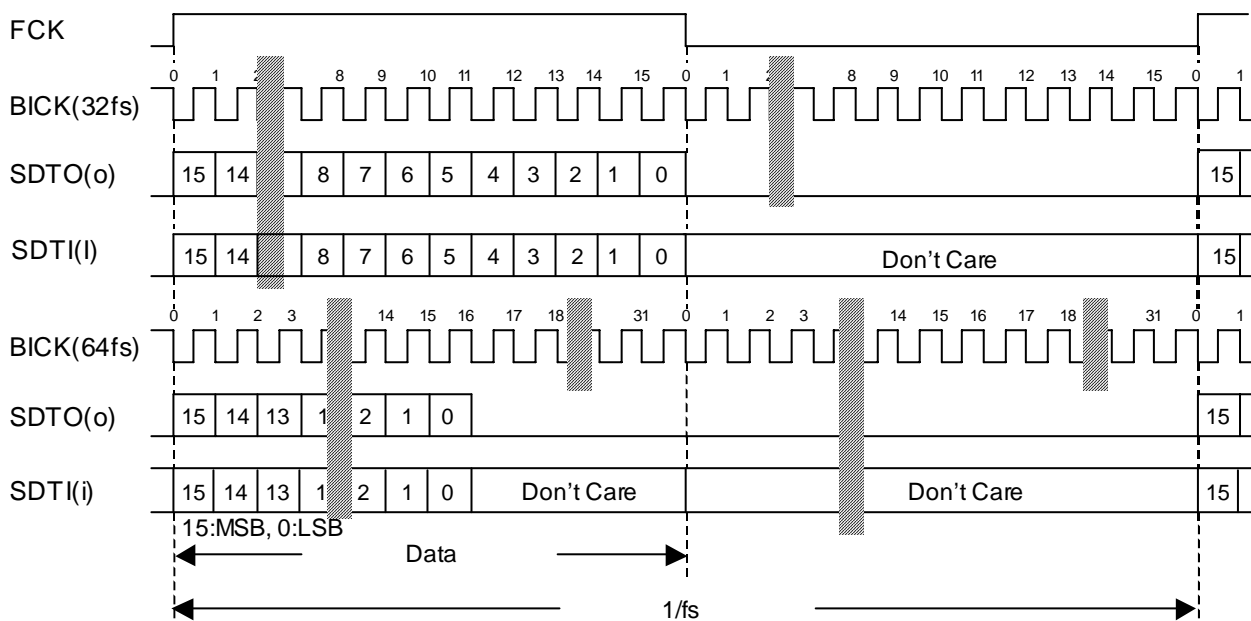 FCK
0 1 2 8 9 10 11 12 13 14 15 0 1 2 8 9 10 11 12 13 14 15 0 1
BICK(32fs)
SDTO(o) 15 14 8 7 6 5 4 3 2 1 0 15
SDTI(I) 15 14 8 7 6 5 4 3 2 1 0 Don't Care 15
0 1 2 3 14 15 16 17 18 31 0 1 2 3 14 15 16 17 18 31 0 1
BICK(64fs)
SDTO(o) 15 14 13 1 2 1 0 15
SDTI(i) 15 14 13 1 2 1 0 Don't Care Don't Care 15
15:MSB, 0:LSB
Data
1/fs